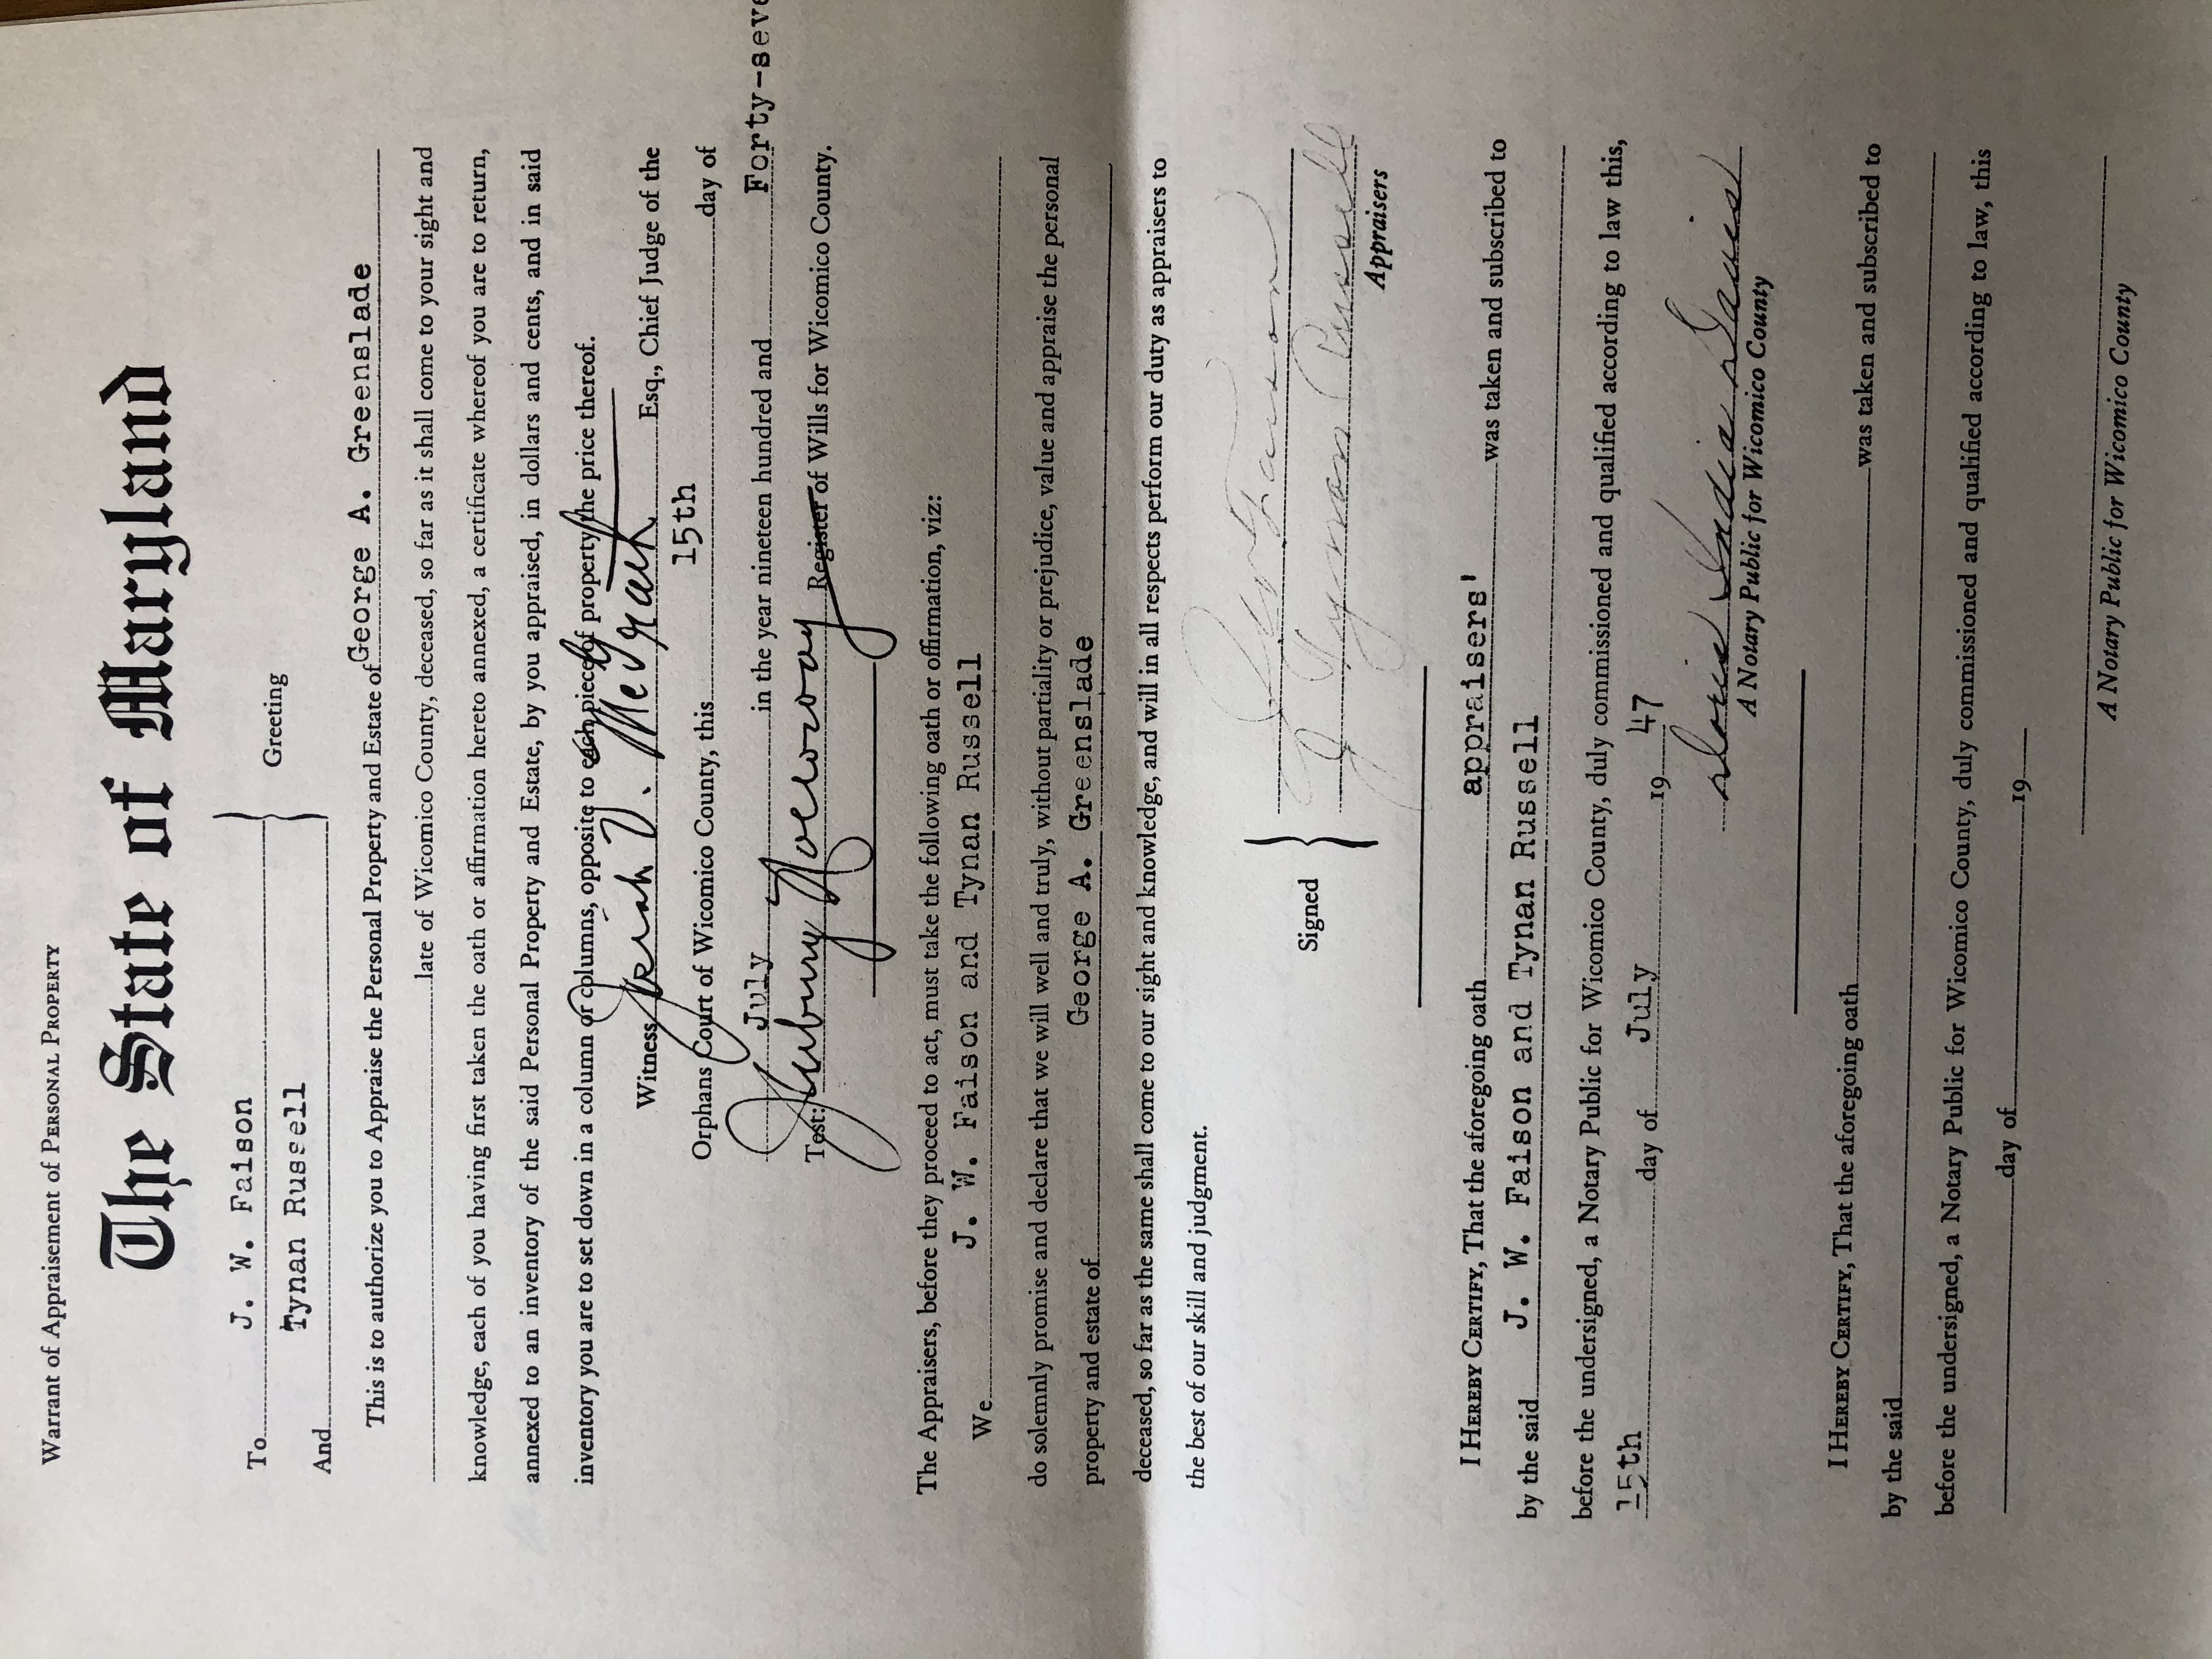 Warrant of Appraisement of PERSONAL PROPERTY
The State of Maryland
To J. W. Faison
Greeting
And Tynan Russell
This is to authorize you to Appraise the Personal Property and Estate of George A. Greenslade
late of Wicomico County, deceased, so far as it shall come to your sight and
knowledge, each of you having first taken the oath or affirmation hereto annexed, a certificate whereof you are to return,
annexed to an inventory of the said Personal Property and Estate, by you appraised, in dollars and cents, and in said
inventory you are to set down in a column or columns, opposite to each piece of property the price thereof.
Witness V. McGrath Esq., Chief Judge of the
Orphans Court of Wicomico County, this 15th day of
July in the year nineteen hundred and Forty-seve
Test: Holloway Register of Wills for Wicomico County.
The Appraisers, before they proceed to act, must take the following oath or offirmation, viz:
We J. W. Faison and Tynan Russell
do solemnly promise and declare that we will well and truly, without partiality or prejudice, value and appraise the personal
property and estate of George A. Greenslade
deceased, so far as the same shall come to our sight and knowledge, and will in all respects perform our duty as appraisers to
the best of our skill and judgment.
J W Faison
Signed
J Tynan Russell
Appraisers
I HEREBY CERTIFY, That the aforegoing oath appraisers' was taken and subscribed to
by the said J. W. Faison and Tynan Russell
before the undersigned, a Notary Public for Wicomico County, duly commissioned and qualified according to law this,
15th day of July 19 47
Doris India Davis
A Notary Public for Wicomico County
I HEREBY CERTIFY, That the aforegoing oath was taken and subscribed to
by the said
before the undersigned, a Notary Public for Wicomico County, duly commissioned and qualified according to law, this
day of 19
A Notary Public for Wicomico County